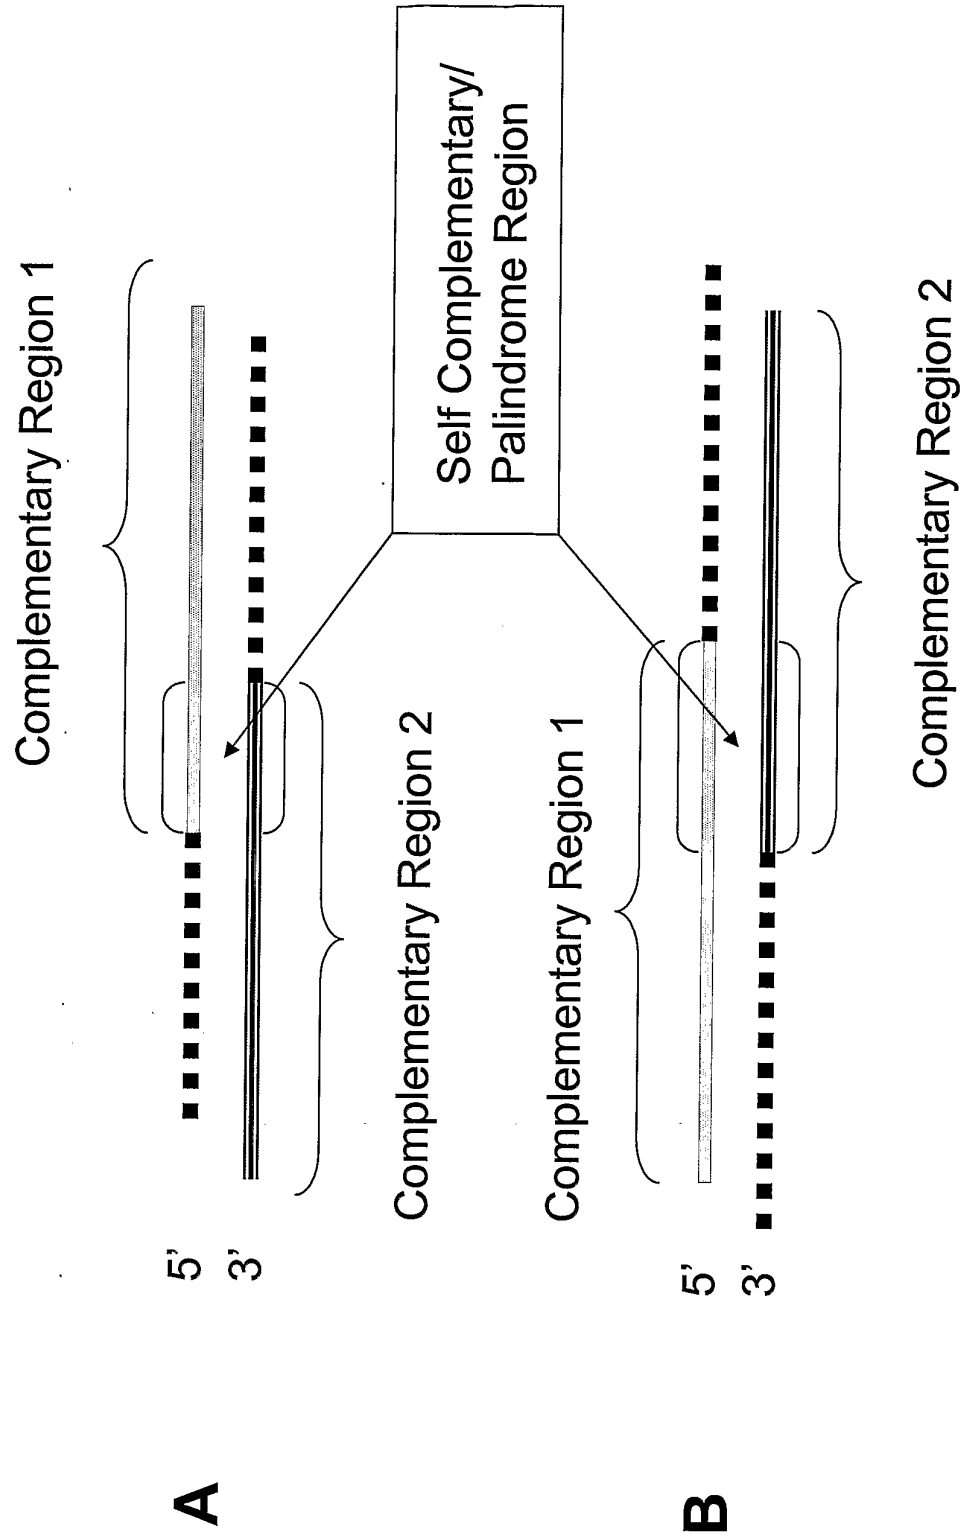 A
5'
3'
Complementary Region 1
Complementary Region 2
Self Complementary/
Palindrome Region
B
5'
3'
Complementary Region 1
Complementary Region 2